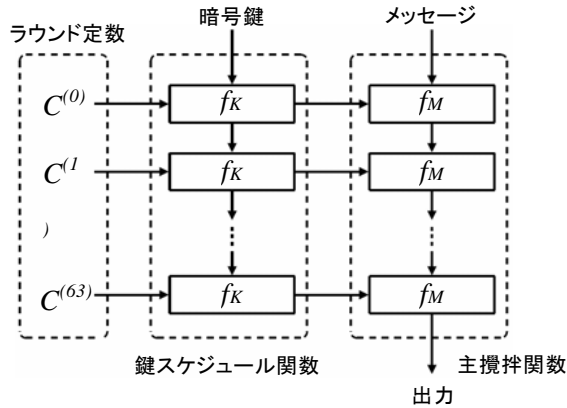 ラウンド定数
暗号鍵
メッセージ
C(0)
fK
fM
C(1
)
fK
fM
C(63)
fK
fM
鍵スケジュール関数
主攪拌関数
出力